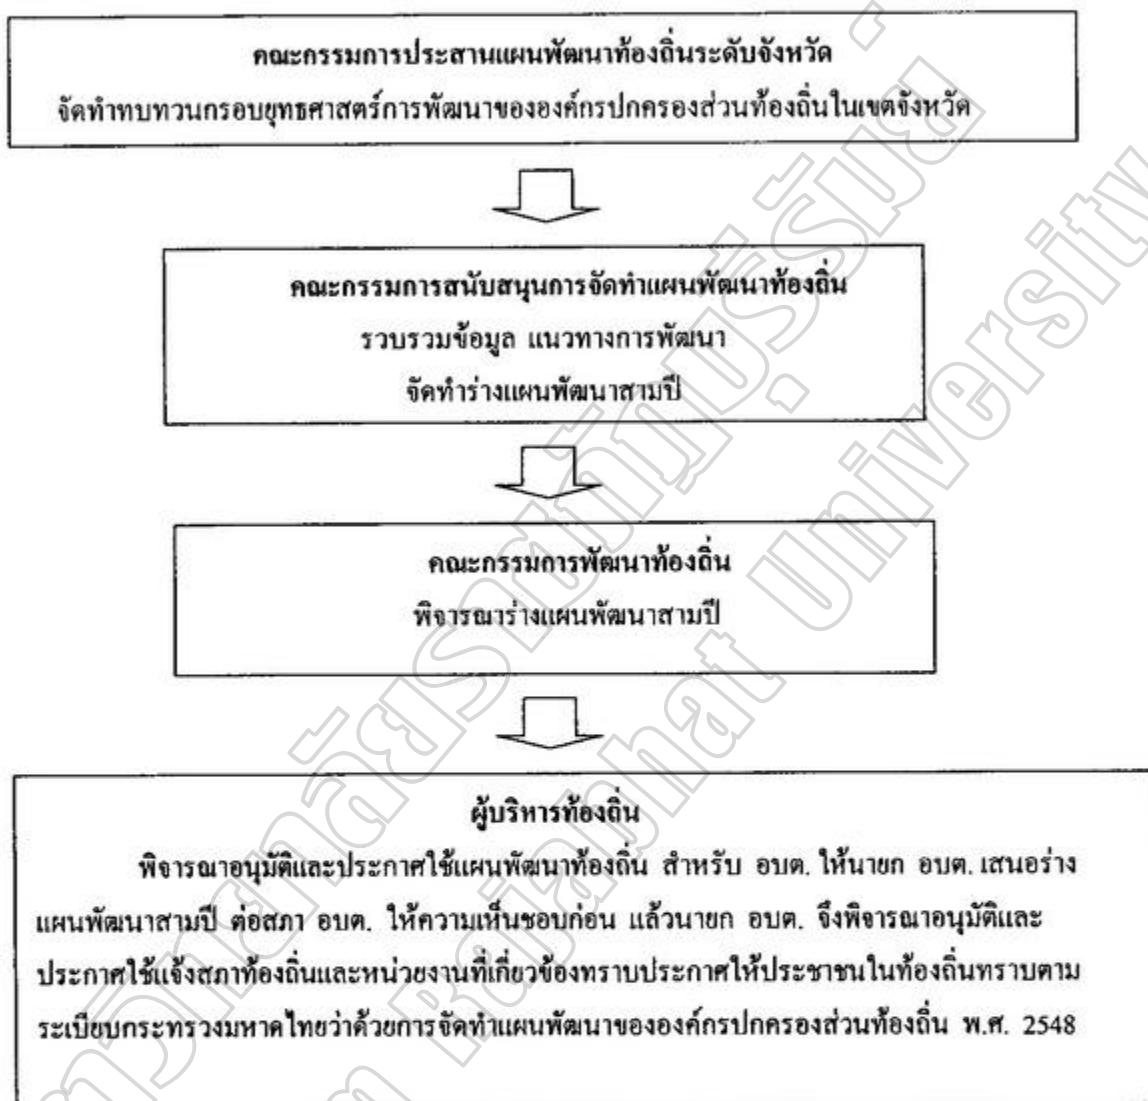 คณะกรรมการประสานแผนพัฒนาท้องถิ่นระดับจังหวัด
จัดทำทบทวนกรอบยุทธศาสตร์การพัฒนาขององค์กรปกครองส่วนท้องถิ่นในเขตจังหวัด
คณะกรรมการสนับสนุนการจัดทำแผนพัฒนาท้องถิ่น
รวบรวมข้อมูล แนวทางการพัฒนา
จัดทำร่างแผนพัฒนาสามปี
คณะกรรมการพัฒนาท้องถิ่น
พิจารณาร่างแผนพัฒนาสามปี
ผู้บริหารท้องถิ่น
พิจารณาอนุมัติและประกาศใช้แผนพัฒนาท้องถิ่น สำหรับ อบต. ให้นายก อบต. เสนอร่าง
แผนพัฒนาสามปี ต่อสภา อบต. ให้ความเห็นชอบก่อน แล้วนายก อบต. จึงพิจารณาอนุมัติและ
ประกาศใช้แจ้งสภาท้องถิ่นและหน่วยงานที่เกี่ยวข้องทราบประกาศให้ประชาชนในท้องถิ่นทราบตาม
ระเบียบกระทรวงมหาดไทยว่าด้วยการจัดทำแผนพัฒนาขององค์กรปกครองส่วนท้องถิ่น พ.ศ. 2548
Rajabhat University